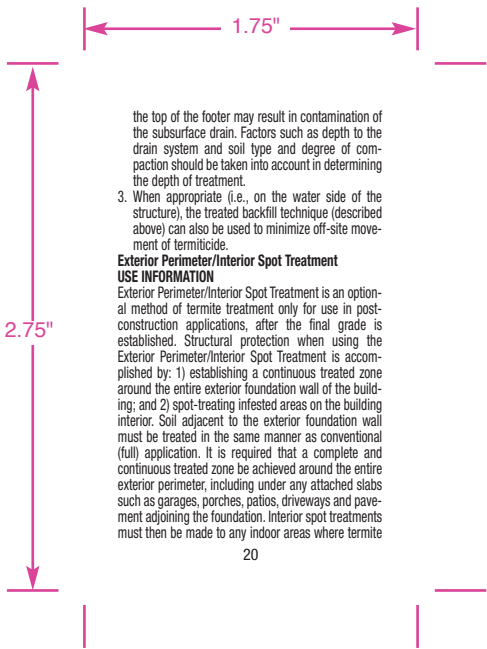 1.75"
2.75"
the top of the footer may result in contamination of
the subsurface drain. Factors such as depth to the
drain system and soil type and degree of com-
paction should be taken into account in determining
the depth of treatment.
3. When appropriate (i.e., on the water side of the
structure), the treated backfill technique (described
above) can also be used to minimize off-site move-
ment of termiticide.
Exterior Perimeter/Interior Spot Treatment
USE INFORMATION
Exterior Perimeter/Interior Spot Treatment is an option-
al method of termite treatment only for use in post-
construction applications, after the final grade is
established. Structural protection when using the
Exterior Perimeter/Interior Spot Treatment is accom-
plished by: 1) establishing a continuous treated zone
around the entire exterior foundation wall of the build-
ing; and 2) spot-treating infested areas on the building
interior. Soil adjacent to the exterior foundation wall
must be treated in the same manner as conventional
(full) application. It is required that a complete and
continuous treated zone be achieved around the entire
exterior perimeter, including under any attached slabs
such as garages, porches, patios, driveways and pave-
ment adjoining the foundation. Interior spot treatments
must then be made to any indoor areas where termite
20